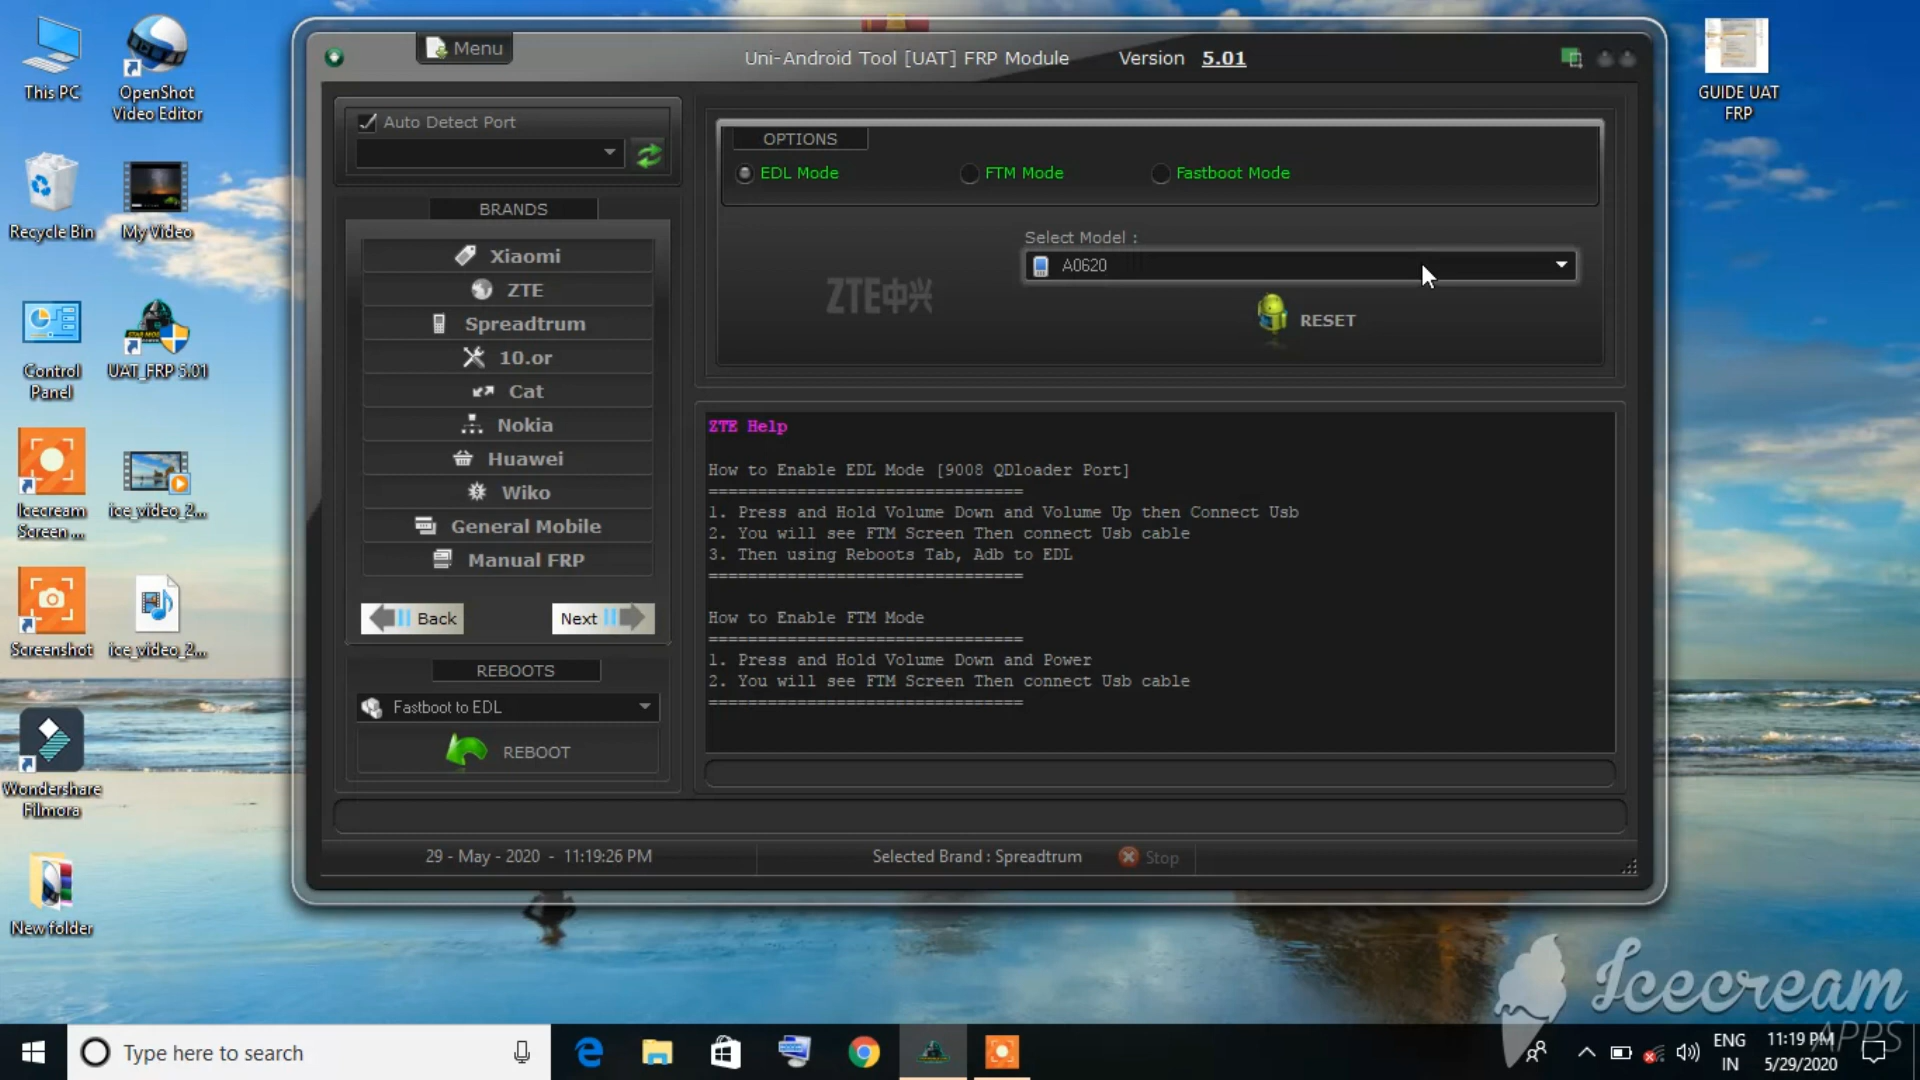 This PC
OpenShot
Video Editor
Recycle Bin
My Video
Control
Panel
UAT_FRP 5.01
Icecream
Screen ...
ice_video_2...
Screenshot
ice_video_2...
Wondershare
Filmora
New folder
GUIDE UAT
FRP
Menu
Uni-Android Tool [UAT] FRP Module
Version 5.01
Auto Detect Port
BRANDS
Xiaomi
ZTE
Spreadtrum
10.or
Cat
Nokia
Huawei
Wiko
General Mobile
Manual FRP
Back
Next
REBOOTS
Fastboot to EDL
REBOOT
OPTIONS
EDL Mode
FTM Mode
Fastboot Mode
Select Model :
A0620
ZTE中兴
RESET
ZTE Help
How to Enable EDL Mode [9008 QDloader Port]
================================
1. Press and Hold Volume Down and Volume Up then Connect Usb
2. You will see FTM Screen Then connect Usb cable
3. Then using Reboots Tab, Adb to EDL
================================
How to Enable FTM Mode
================================
1. Press and Hold Volume Down and Power
2. You will see FTM Screen Then connect Usb cable
================================
29 - May - 2020 - 11:19:26 PM
Selected Brand : Spreadtrum
Stop
Icecream
APPS
Type here to search
ENG
IN
11:19 PM
5/29/2020